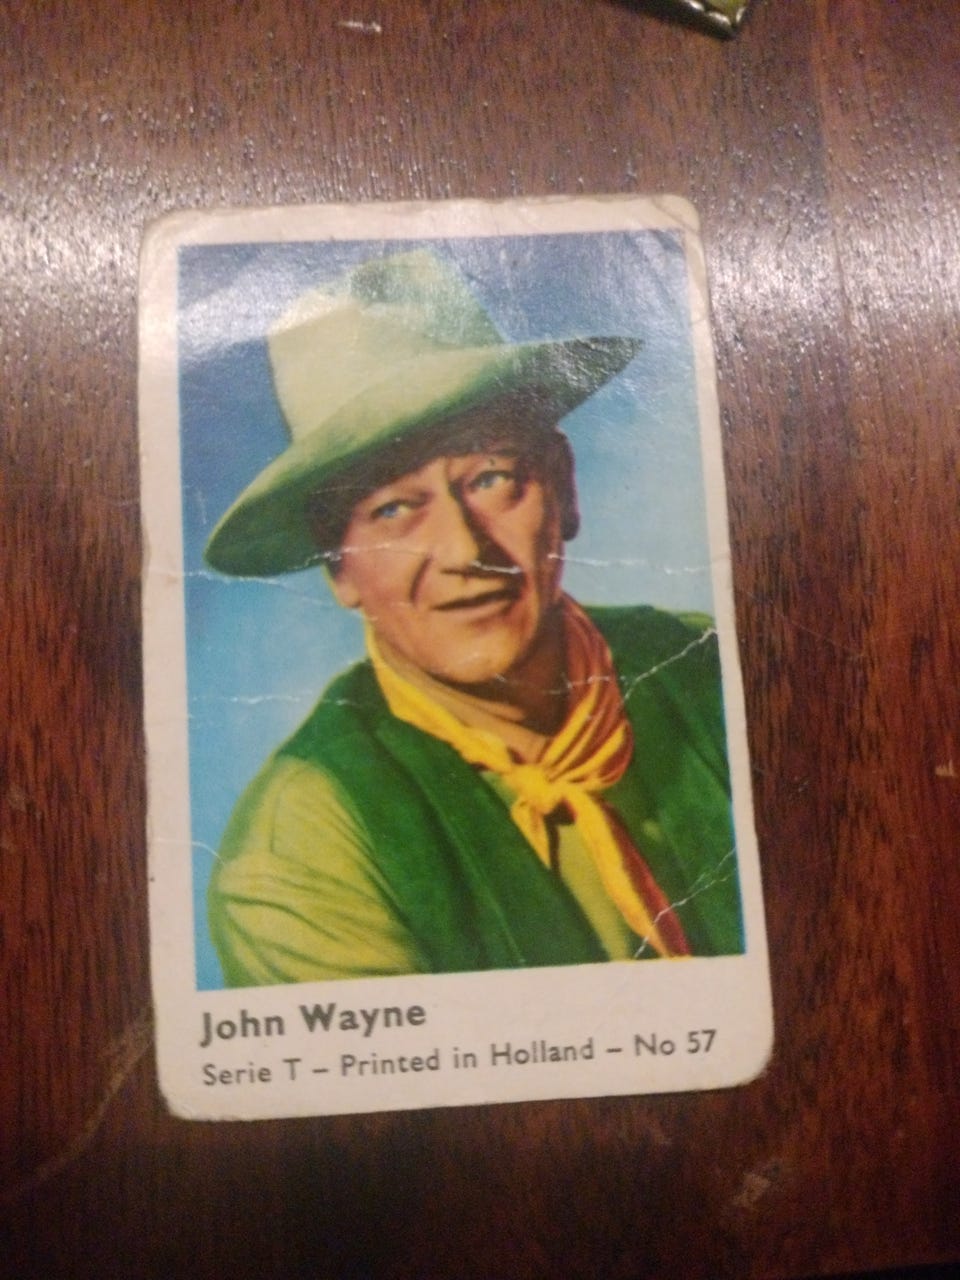 John Wayne
Serie T – Printed in Holland – No 57